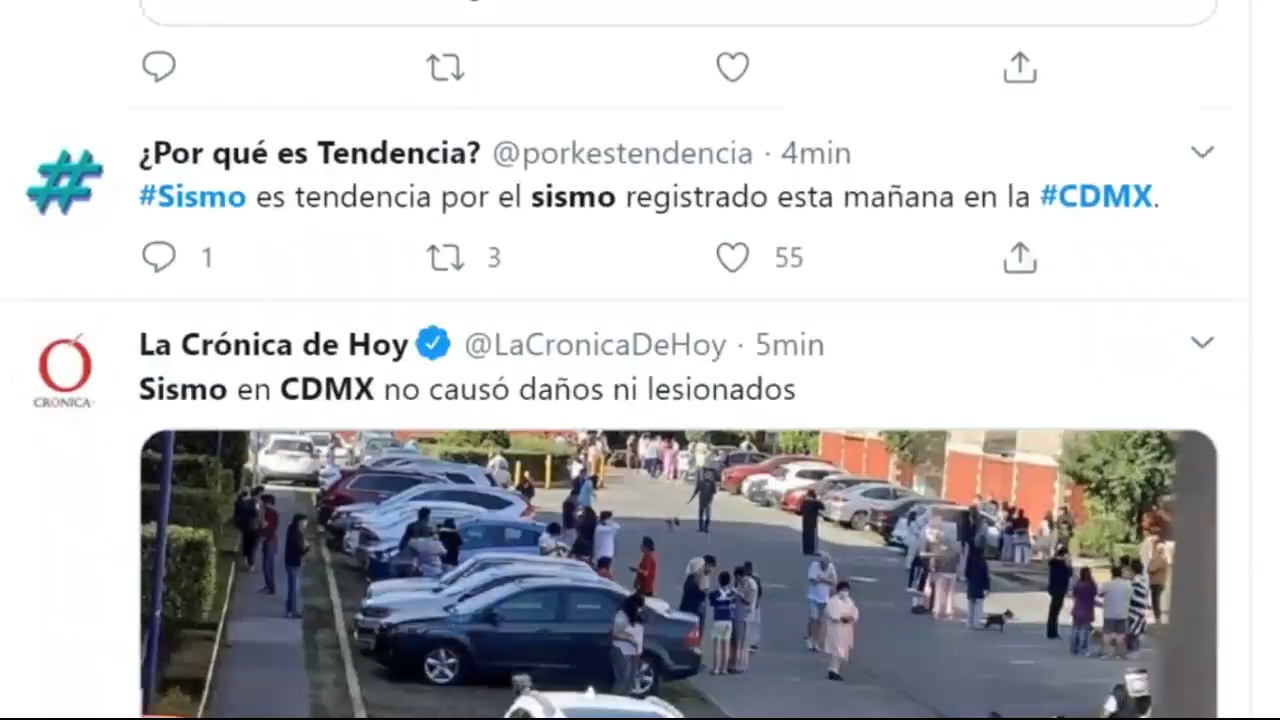 ¿Por qué es Tendencia? @porkestendencia · 4min
#Sismo es tendencia por el sismo registrado esta mañana en la #CDMX.
1 3 55
La Crónica de Hoy @LaCronicaDeHoy · 5min
CRÓNICA
Sismo en CDMX no causó daños ni lesionados